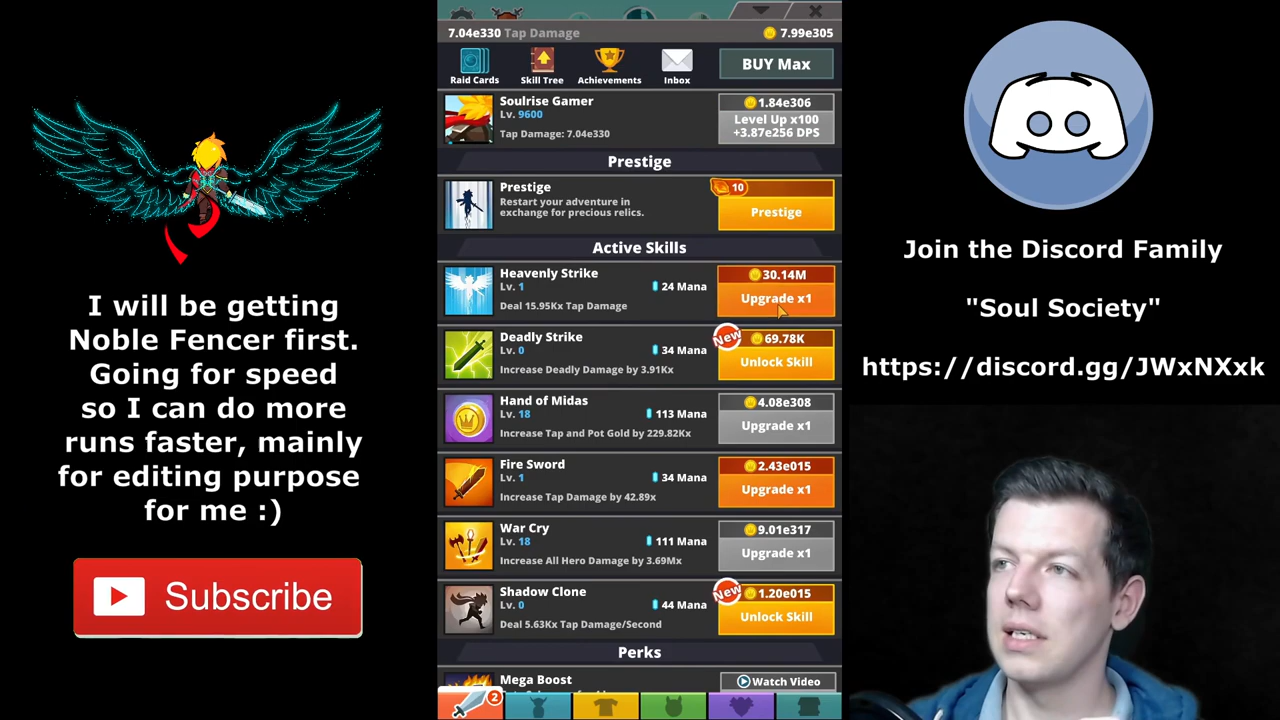 7.04e330 Tap Damage
7.99e305
Raid Cards
Skill Tree
Achievements
Inbox
BUY Max
Soulrise Gamer
Lv. 9600
Tap Damage: 7.04e330
1.84e306
Level Up x100
+3.87e256 DPS
Prestige
Prestige
Restart your adventure in
exchange for precious relics.
10
Prestige
Active Skills
Heavenly Strike
Lv. 1
24 Mana
Deal 15.95Kx Tap Damage
30.14M
Upgrade x1
Deadly Strike
Lv. 0
34 Mana
Increase Deadly Damage by 3.91Kx
New
69.78K
Unlock Skill
Hand of Midas
Lv. 18
113 Mana
Increase Tap and Pot Gold by 229.82Kx
4.08e308
Upgrade x1
Fire Sword
Lv. 1
34 Mana
Increase Tap Damage by 42.89x
2.43e015
Upgrade x1
War Cry
Lv. 18
111 Mana
Increase All Hero Damage by 3.69Mx
9.01e317
Upgrade x1
Shadow Clone
Lv. 0
44 Mana
Deal 5.63Kx Tap Damage/Second
New
1.20e015
Unlock Skill
Perks
Mega Boost
Watch Video
2
I will be getting
Noble Fencer first.
Going for speed
so I can do more
runs faster, mainly
for editing purpose
for me :)
Subscribe
Join the Discord Family
"Soul Society"
https://discord.gg/JWxNXxk